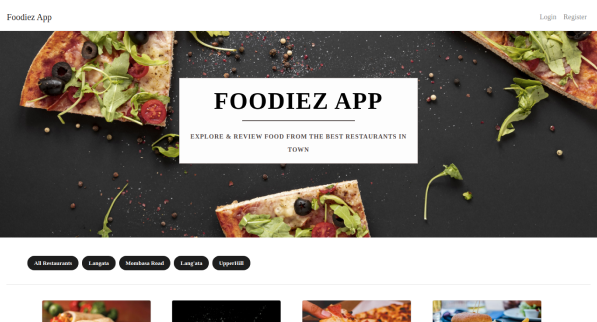 Foodiez App
Login Register
FOODIEZ APP
EXPLORE & REVIEW FOOD FROM THE BEST RESTAURANTS IN
TOWN
All Restaurants Langata Mombasa Road Lang'ata UpperHill